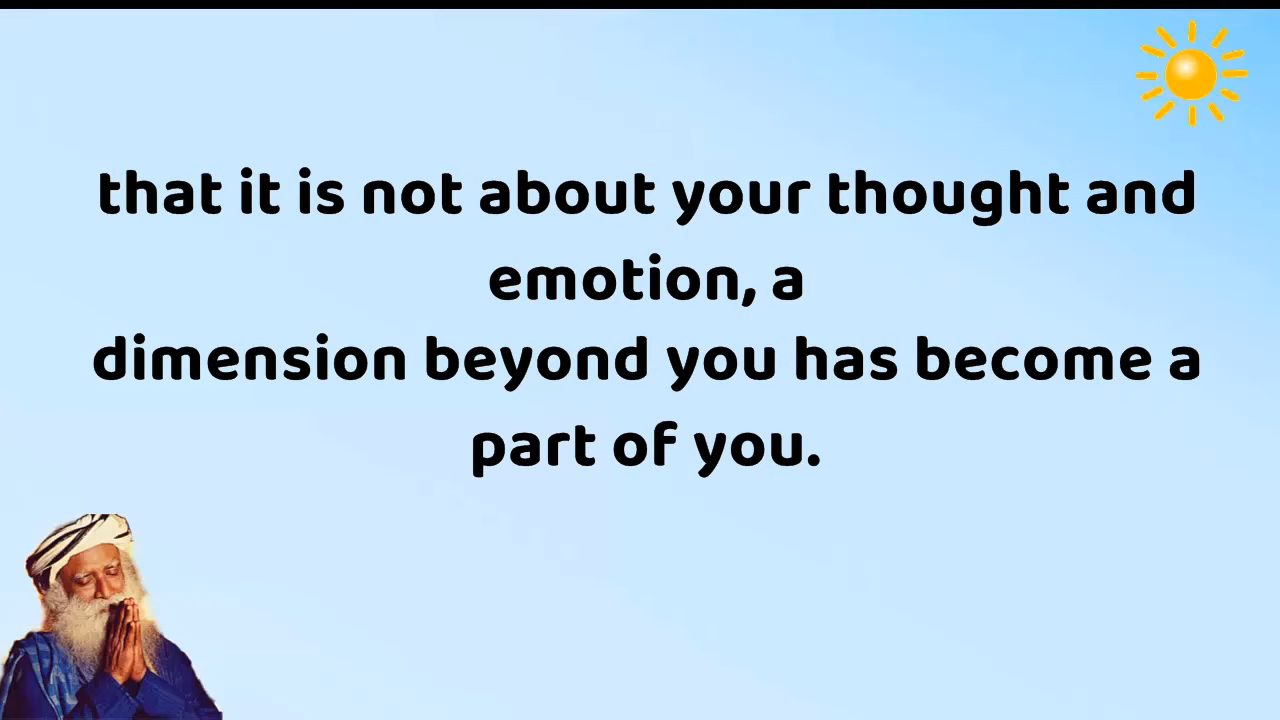 that it is not about your thought and
emotion, a
dimension beyond you has become a
part of you.